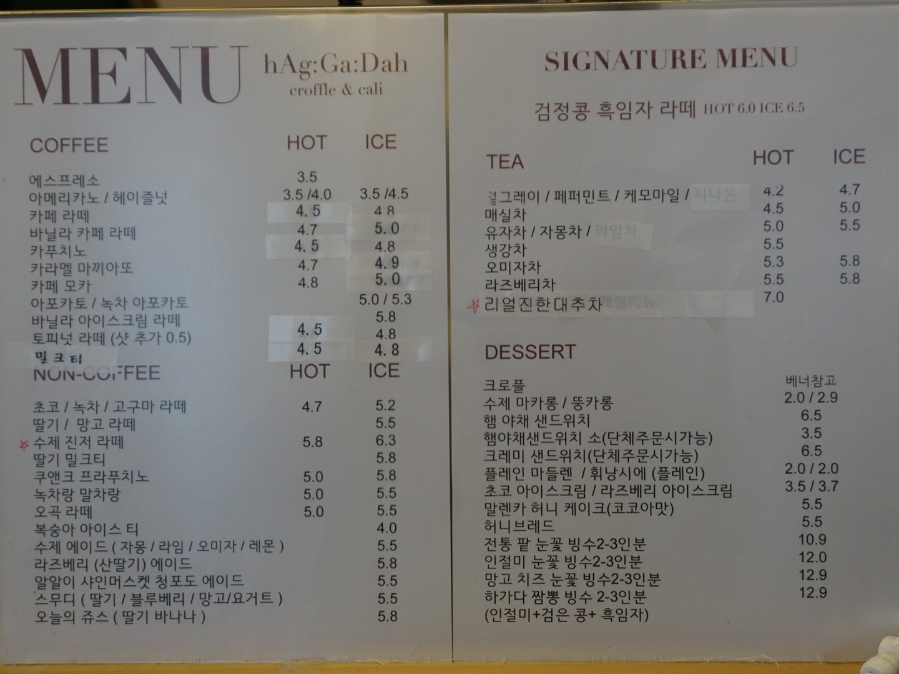 MENU hAg:Ga:Dah
croffle & cali
COFFEE HOT ICE
에스프레소 3.5
아메리카노 / 헤이즐넛 3.5 /4.0 3.5 /4.5
카페 라떼 4.5 4.8
바닐라 카페 라떼 4.7 5.0
카푸치노 4.5 4.8
카라멜 마끼아또 4.7 4.9
카페 모카 4.8 5.0
아포카토 / 녹차 아포카토 5.0 / 5.3
바닐라 아이스크림 라떼 5.8
토피넛 라떼 (샷 추가 0.5) 4.5 4.8
밀크티 4.5 4.8
NON-COFFEE HOT ICE
초코 / 녹차 / 고구마 라떼 4.7 5.2
딸기 / 망고 라떼 5.5
수제 진저 라떼 5.8 6.3
딸기 밀크티 5.8
쿠앤크 프라푸치노 5.0 5.8
녹차랑 말차랑 5.0 5.5
오곡 라떼 5.0 5.5
복숭아 아이스 티 4.0
수제 에이드 ( 자몽 / 라임 / 오미자 / 레몬 ) 5.5
라즈베리 (산딸기) 에이드 5.8
알알이 샤인머스켓 청포도 에이드 5.5
스무디 ( 딸기 / 블루베리 / 망고/요거트 ) 5.5
오늘의 쥬스 ( 딸기 바나나 ) 5.8
SIGNATURE MENU
검정콩 흑임자 라떼 HOT 6.0 ICE 6.5
TEA HOT ICE
얼그레이 / 페퍼민트 / 케모마일 / 시나몬 4.2 4.7
매실차 4.5 5.0
유자차 / 자몽차 / 라임차 5.0 5.5
생강차 5.5
오미자차 5.3 5.8
라즈베리차 5.5 5.8
리얼진한대추차 7.0
DESSERT
크로플 베너참고
수제 마카롱 / 뚱카롱 2.0 / 2.9
햄 야채 샌드위치 6.5
햄야채샌드위치 소(단체주문시가능) 3.5
크레미 샌드위치(단체주문시가능) 6.5
플레인 마들렌 / 휘낭시에 (플레인) 2.0 / 2.0
초코 아이스크림 / 라즈베리 아이스크림 3.5 / 3.7
말렌카 허니 케이크(코코아맛) 5.5
허니브레드 5.5
전통 팥 눈꽃 빙수2-3인분 10.9
인절미 눈꽃 빙수2-3인분 12.0
망고 치즈 눈꽃 빙수2-3인분 12.9
하가다 짬뽕 빙수 2-3인분 12.9
(인절미+검은 콩+ 흑임자)